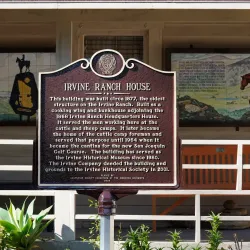 IRVINE RANCH HOUSE
This building was built circa 1877, the oldest
structure on the Irvine Ranch. Built as a
cooking wing and bunkhouse adjoining the
1868 Irvine Ranch Headquarters House.
It served the men working here at the
cattle and sheep camps. It later became
the home of the cattle camp foreman and
served that purpose until 1964 when it
became the cantina for the new San Joaquin
Golf Course. The building has served as
the Irvine Historical Museum since 1980.
The Irvine Company deeded the building and
grounds to the Irvine Historical Society in 2001.